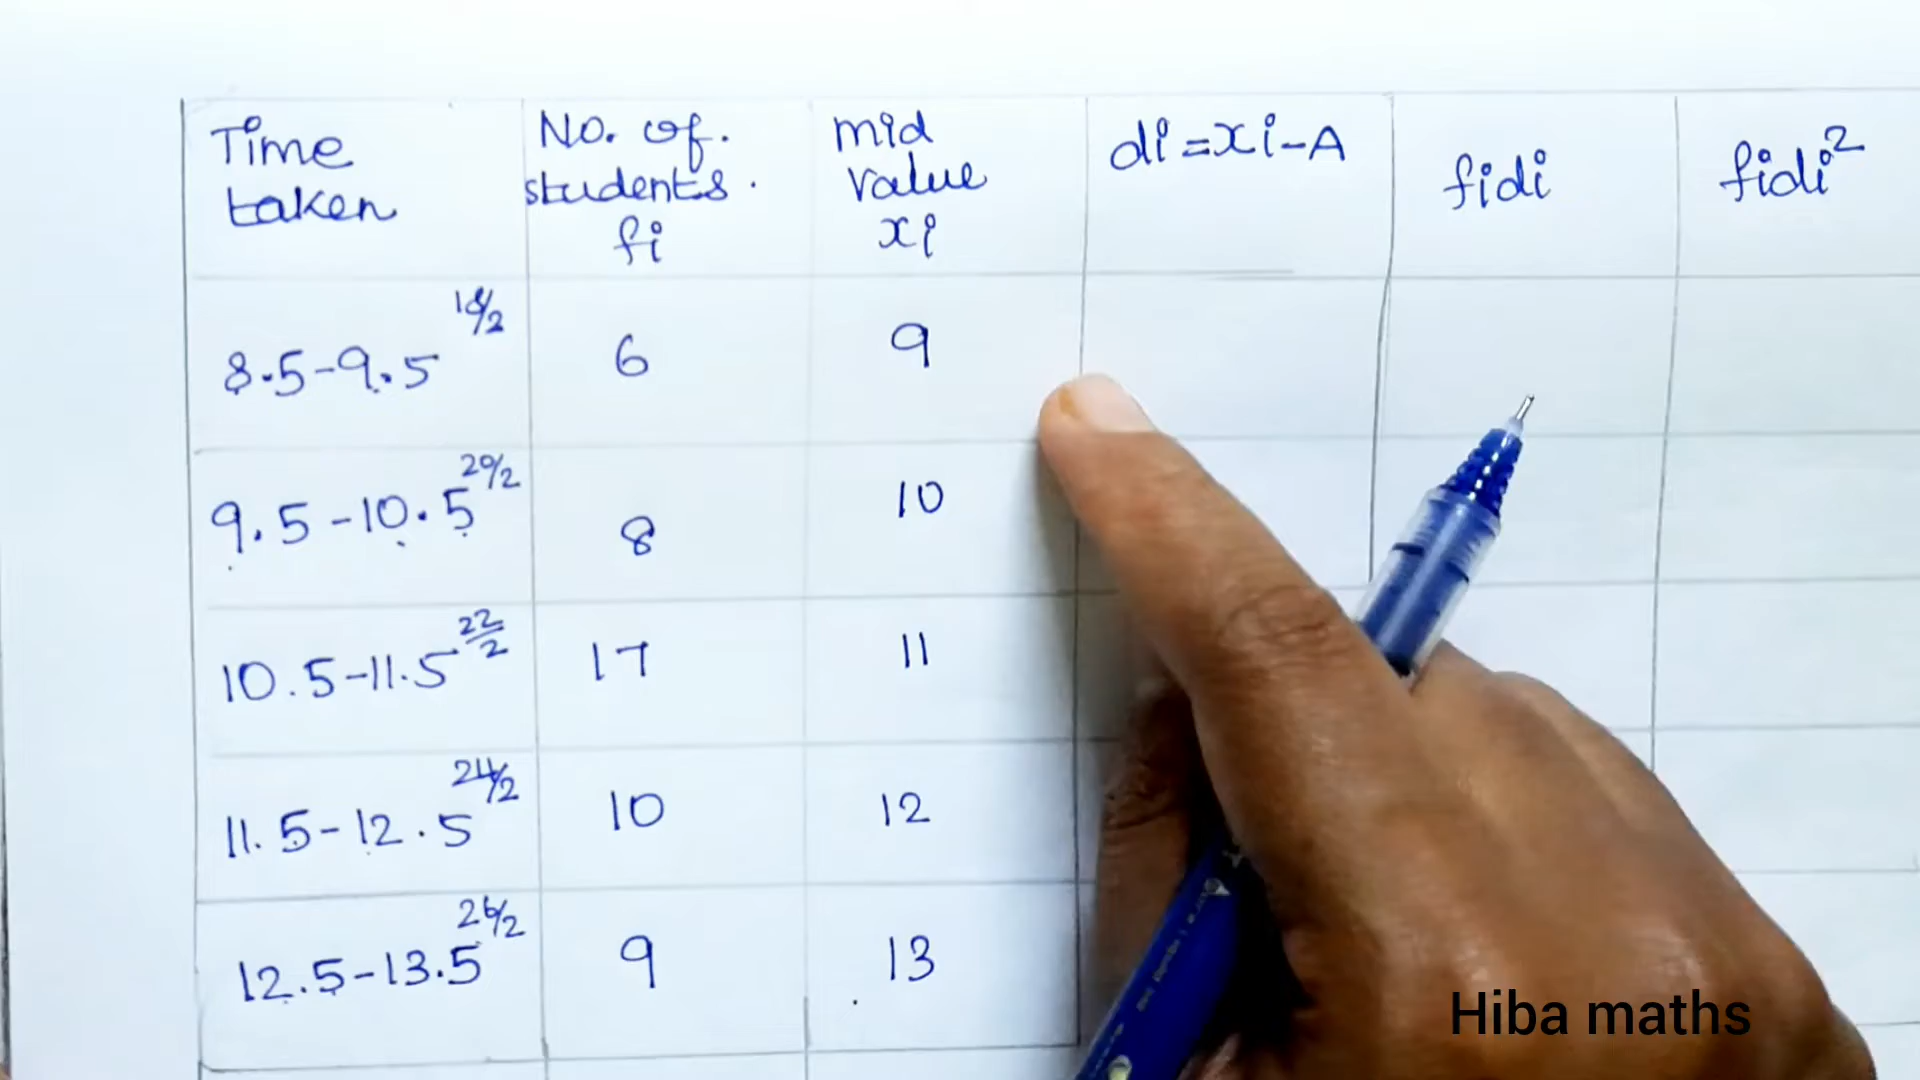 Time
taken
No. of.
students.
fi
mid
value
xi
di=xi-A
fidi
fidi²
8.5-9.5 18/2
6
9
9.5-10.5 20/2
8
10
10.5-11.5 22/2
17
11
11.5-12.5 24/2
10
12
12.5-13.5 26/2
9
13
Hiba maths